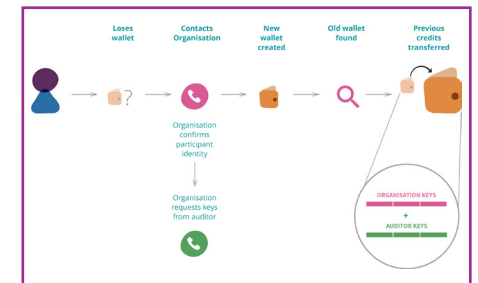 Loses
wallet
Contacts
Organisation
New
wallet
created
Old wallet
found
Previous
credits
transferred
?
Organisation
confirms
participant
identity
Organisation
requests keys
from auditor
ORGANISATION KEYS
+
AUDITOR KEYS